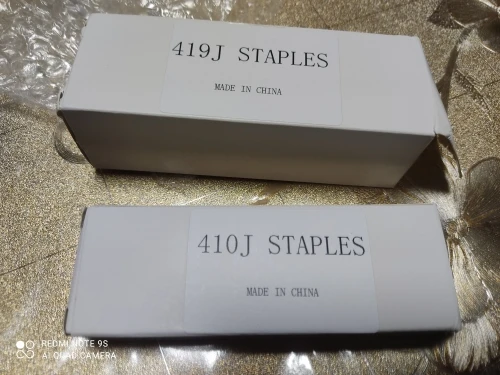 419J STAPLES
MADE IN CHINA
410J STAPLES
MADE IN CHINA
REDMI NOTE 9S
AI QUAD CAMERA